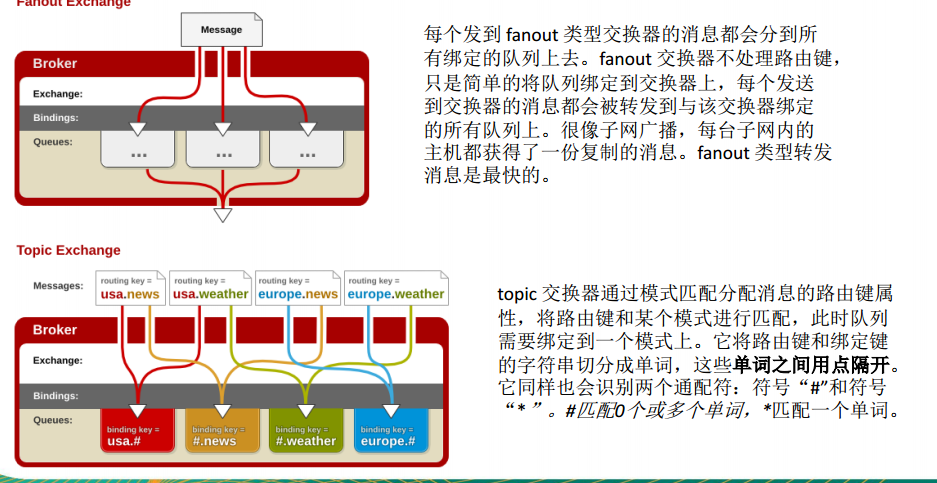 Fanout Exchange
Message
Broker
Exchange:
Bindings:
Queues:
...
...
...
每个发到 fanout 类型交换器的消息都会分到所
有绑定的队列上去。fanout 交换器不处理路由键，
只是简单的将队列绑定到交换器上，每个发送
到交换器的消息都会被转发到与该交换器绑定
的所有队列上。很像子网广播，每台子网内的
主机都获得了一份复制的消息。fanout 类型转发
消息是最快的。
Topic Exchange
Messages:
routing key =
usa.news
routing key =
usa.weather
routing key =
europe.news
routing key =
europe.weather
Broker
Exchange:
Bindings:
Queues:
binding key =
usa.#
binding key =
#.news
binding key =
#.weather
binding key =
europe.#
topic 交换器通过模式匹配分配消息的路由键属
性，将路由键和某个模式进行匹配，此时队列
需要绑定到一个模式上。它将路由键和绑定键
的字符串切分成单词，这些单词之间用点隔开。
它同样也会识别两个通配符：符号“#”和符号
“*”。#匹配0个或多个单词，*匹配一个单词。